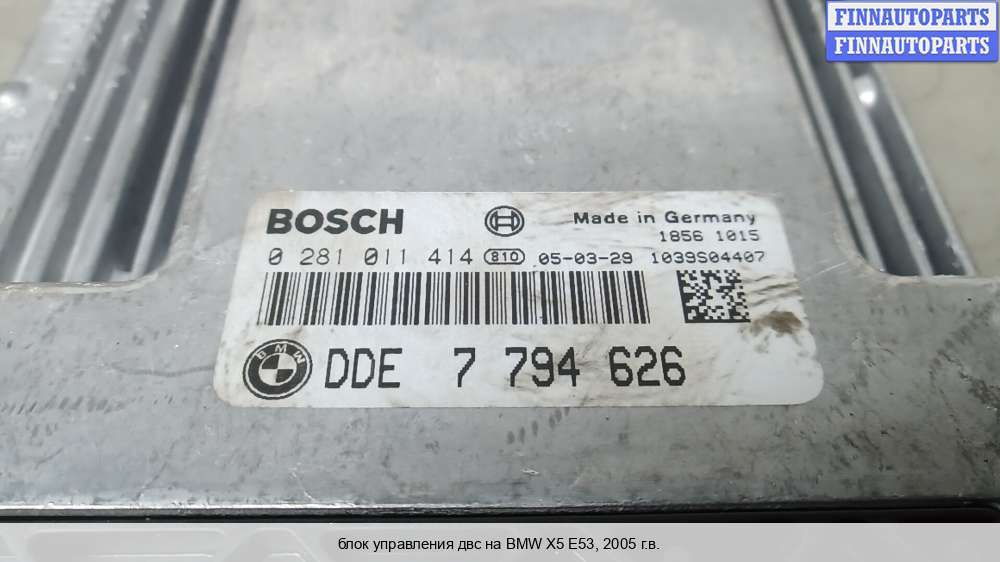 FINNAUTOPARTS
FINNAUTOPARTS
BOSCH Made in Germany
1856 1015
0 281 011 414 810 05-03-29 1039S04407
BMW DDE 7 794 626
блок управления двс на BMW X5 E53, 2005 г.в.